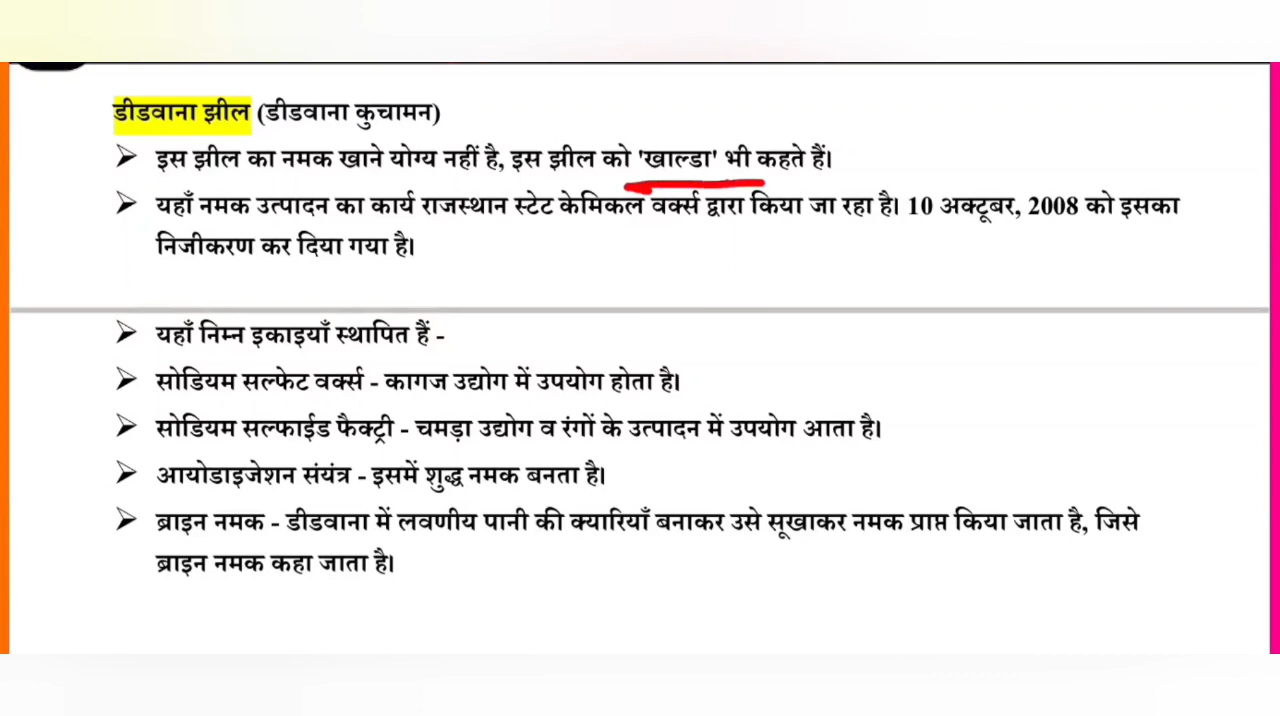 डीडवाना झील (डीडवाना कुचामन)
➢ इस झील का नमक खाने योग्य नहीं है, इस झील को 'खाल्डा' भी कहते हैं।
➢ यहाँ नमक उत्पादन का कार्य राजस्थान स्टेट केमिकल वर्क्स द्वारा किया जा रहा है। 10 अक्टूबर, 2008 को इसका
निजीकरण कर दिया गया है।
➢ यहाँ निम्न इकाइयाँ स्थापित हैं -
➢ सोडियम सल्फेट वर्क्स - कागज उद्योग में उपयोग होता है।
➢ सोडियम सल्फाईड फैक्ट्री - चमड़ा उद्योग व रंगों के उत्पादन में उपयोग आता है।
➢ आयोडाइजेशन संयंत्र - इसमें शुद्ध नमक बनता है।
➢ ब्राइन नमक - डीडवाना में लवणीय पानी की क्यारियाँ बनाकर उसे सूखाकर नमक प्राप्त किया जाता है, जिसे
ब्राइन नमक कहा जाता है।